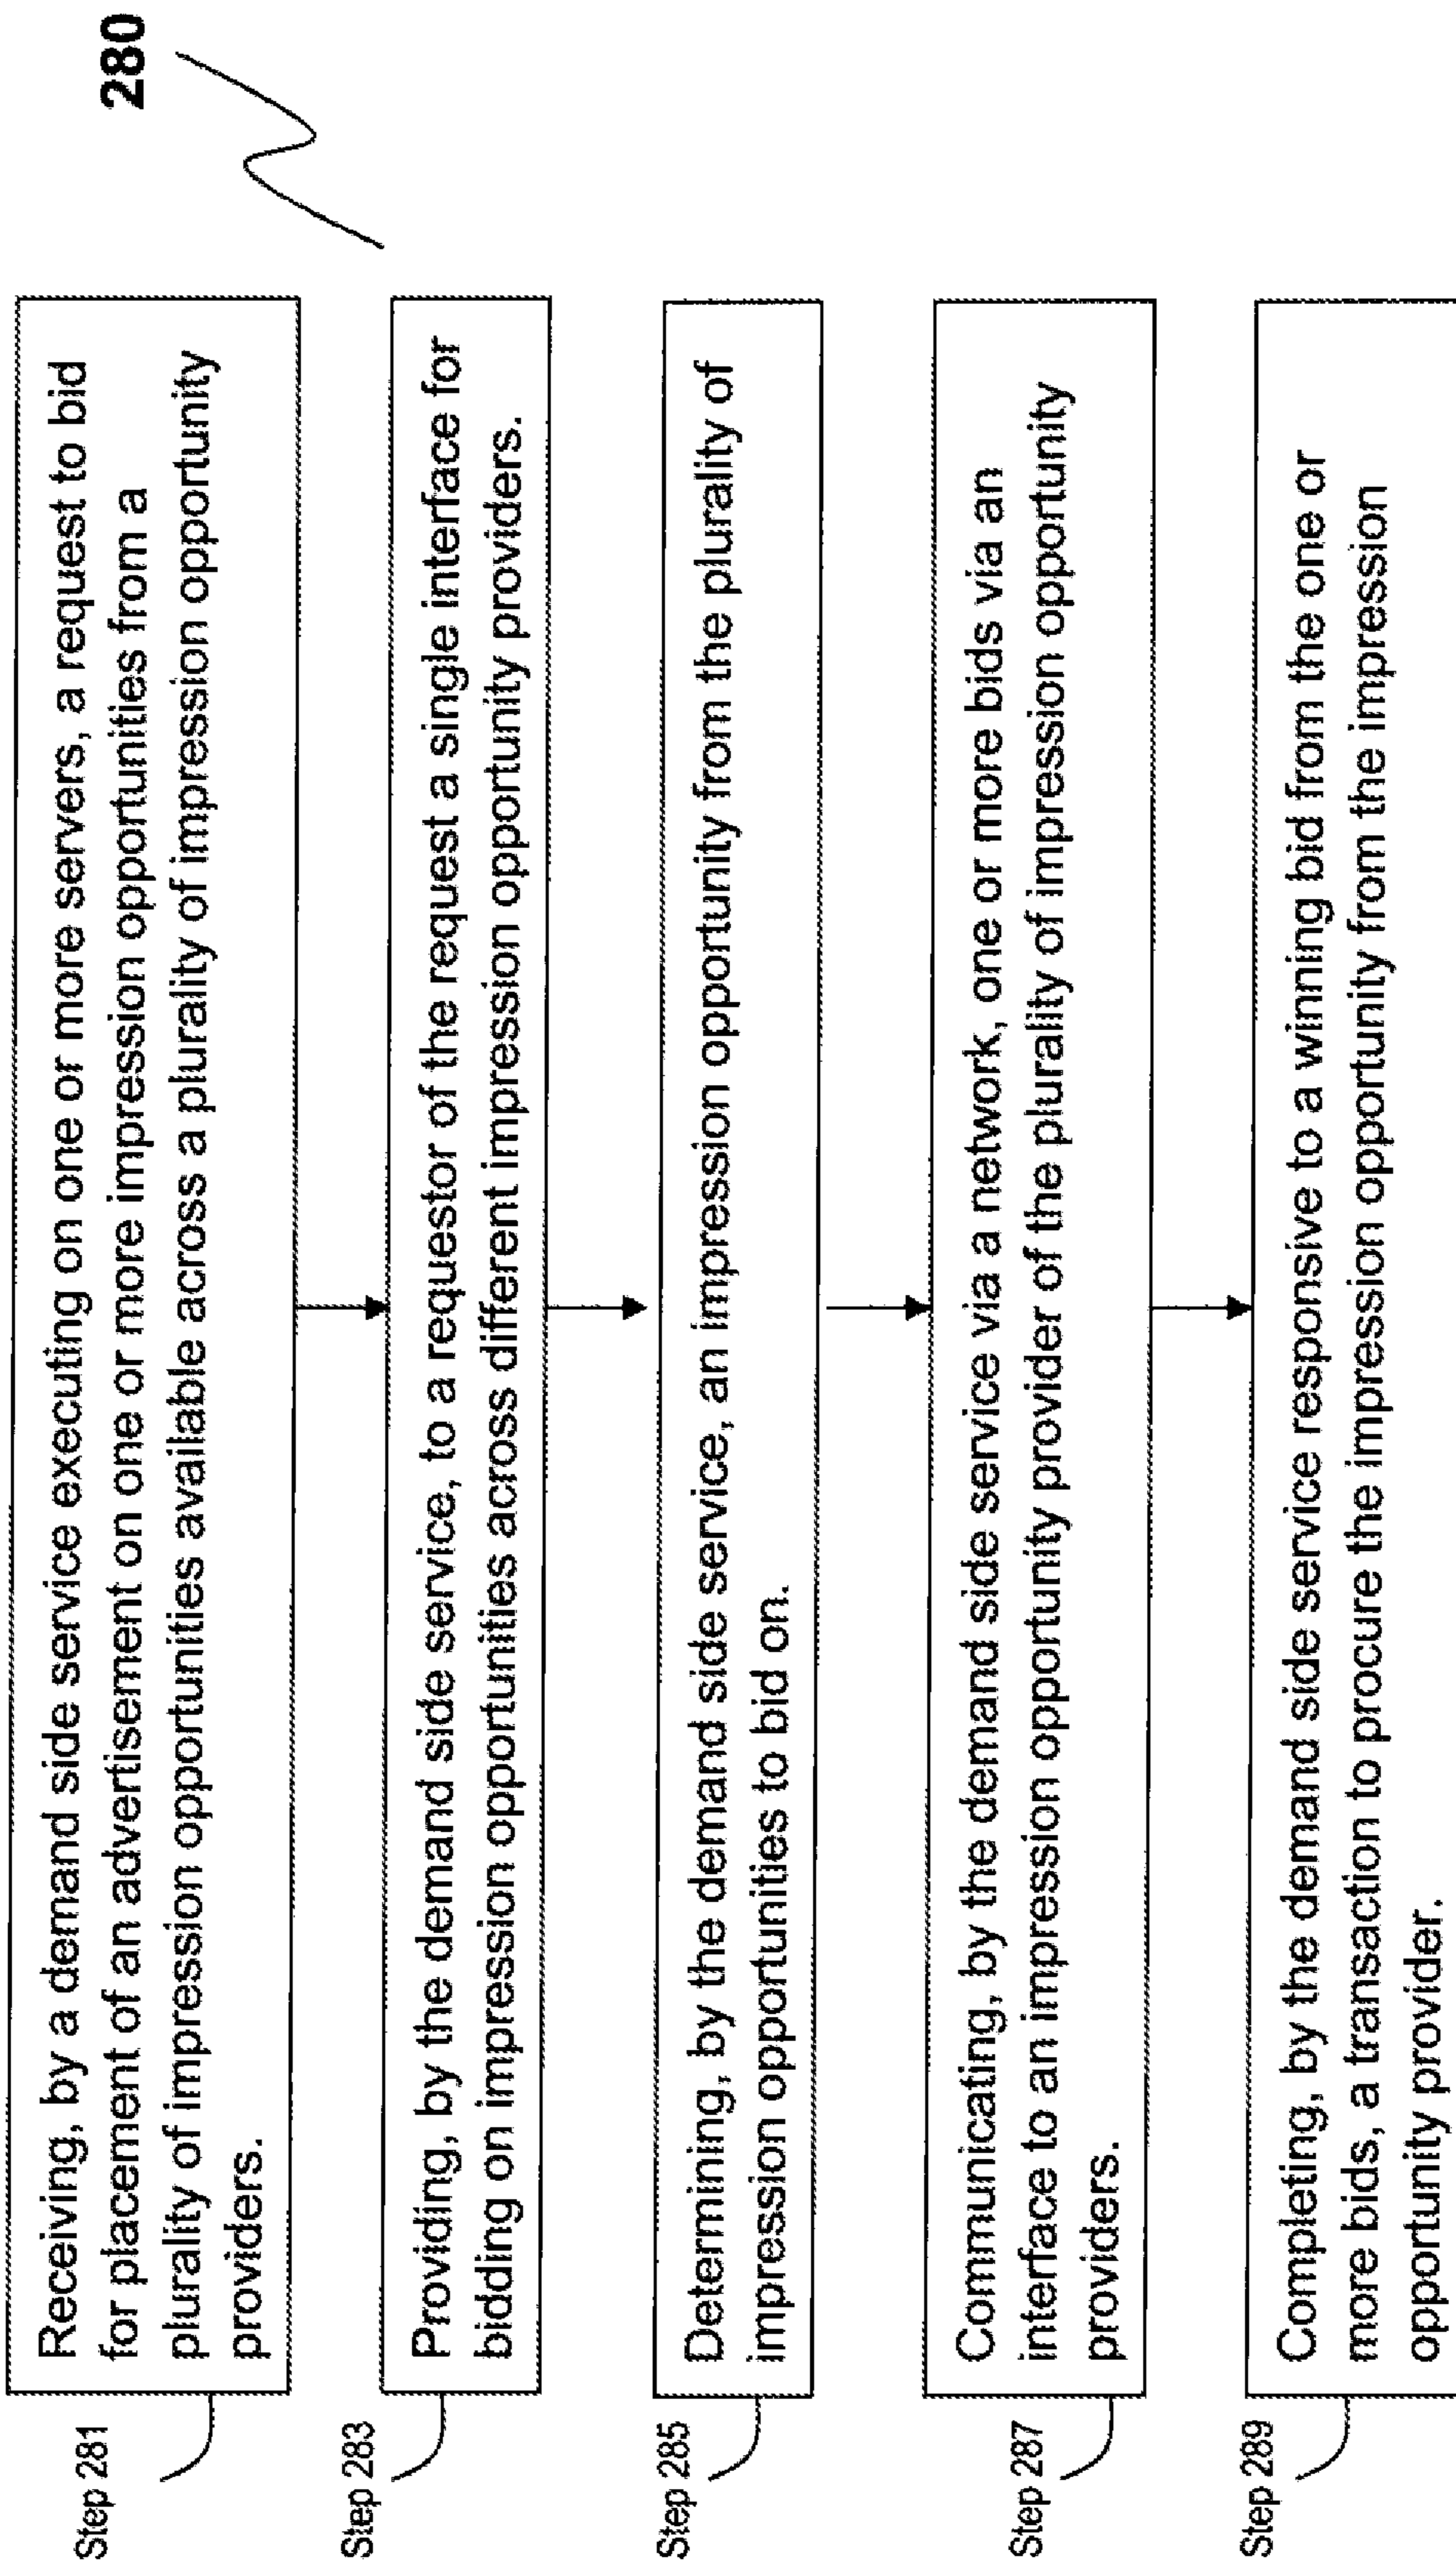 280
Step 281
Receiving, by a demand side service executing on one or more servers, a request to bid
for placement of an advertisement on one or more impression opportunities from a
plurality of impression opportunities available across a plurality of impression opportunity
providers.
Step 283
Providing, by the demand side service, to a requestor of the request a single interface for
bidding on impression opportunities across different impression opportunity providers.
Step 285
Determining, by the demand side service, an impression opportunity from the plurality of
impression opportunities to bid on.
Step 287
Communicating, by the demand side service via a network, one or more bids via an
interface to an impression opportunity provider of the plurality of impression opportunity
providers.
Step 289
Completing, by the demand side service responsive to a winning bid from the one or
more bids, a transaction to procure the impression opportunity from the impression
opportunity provider.